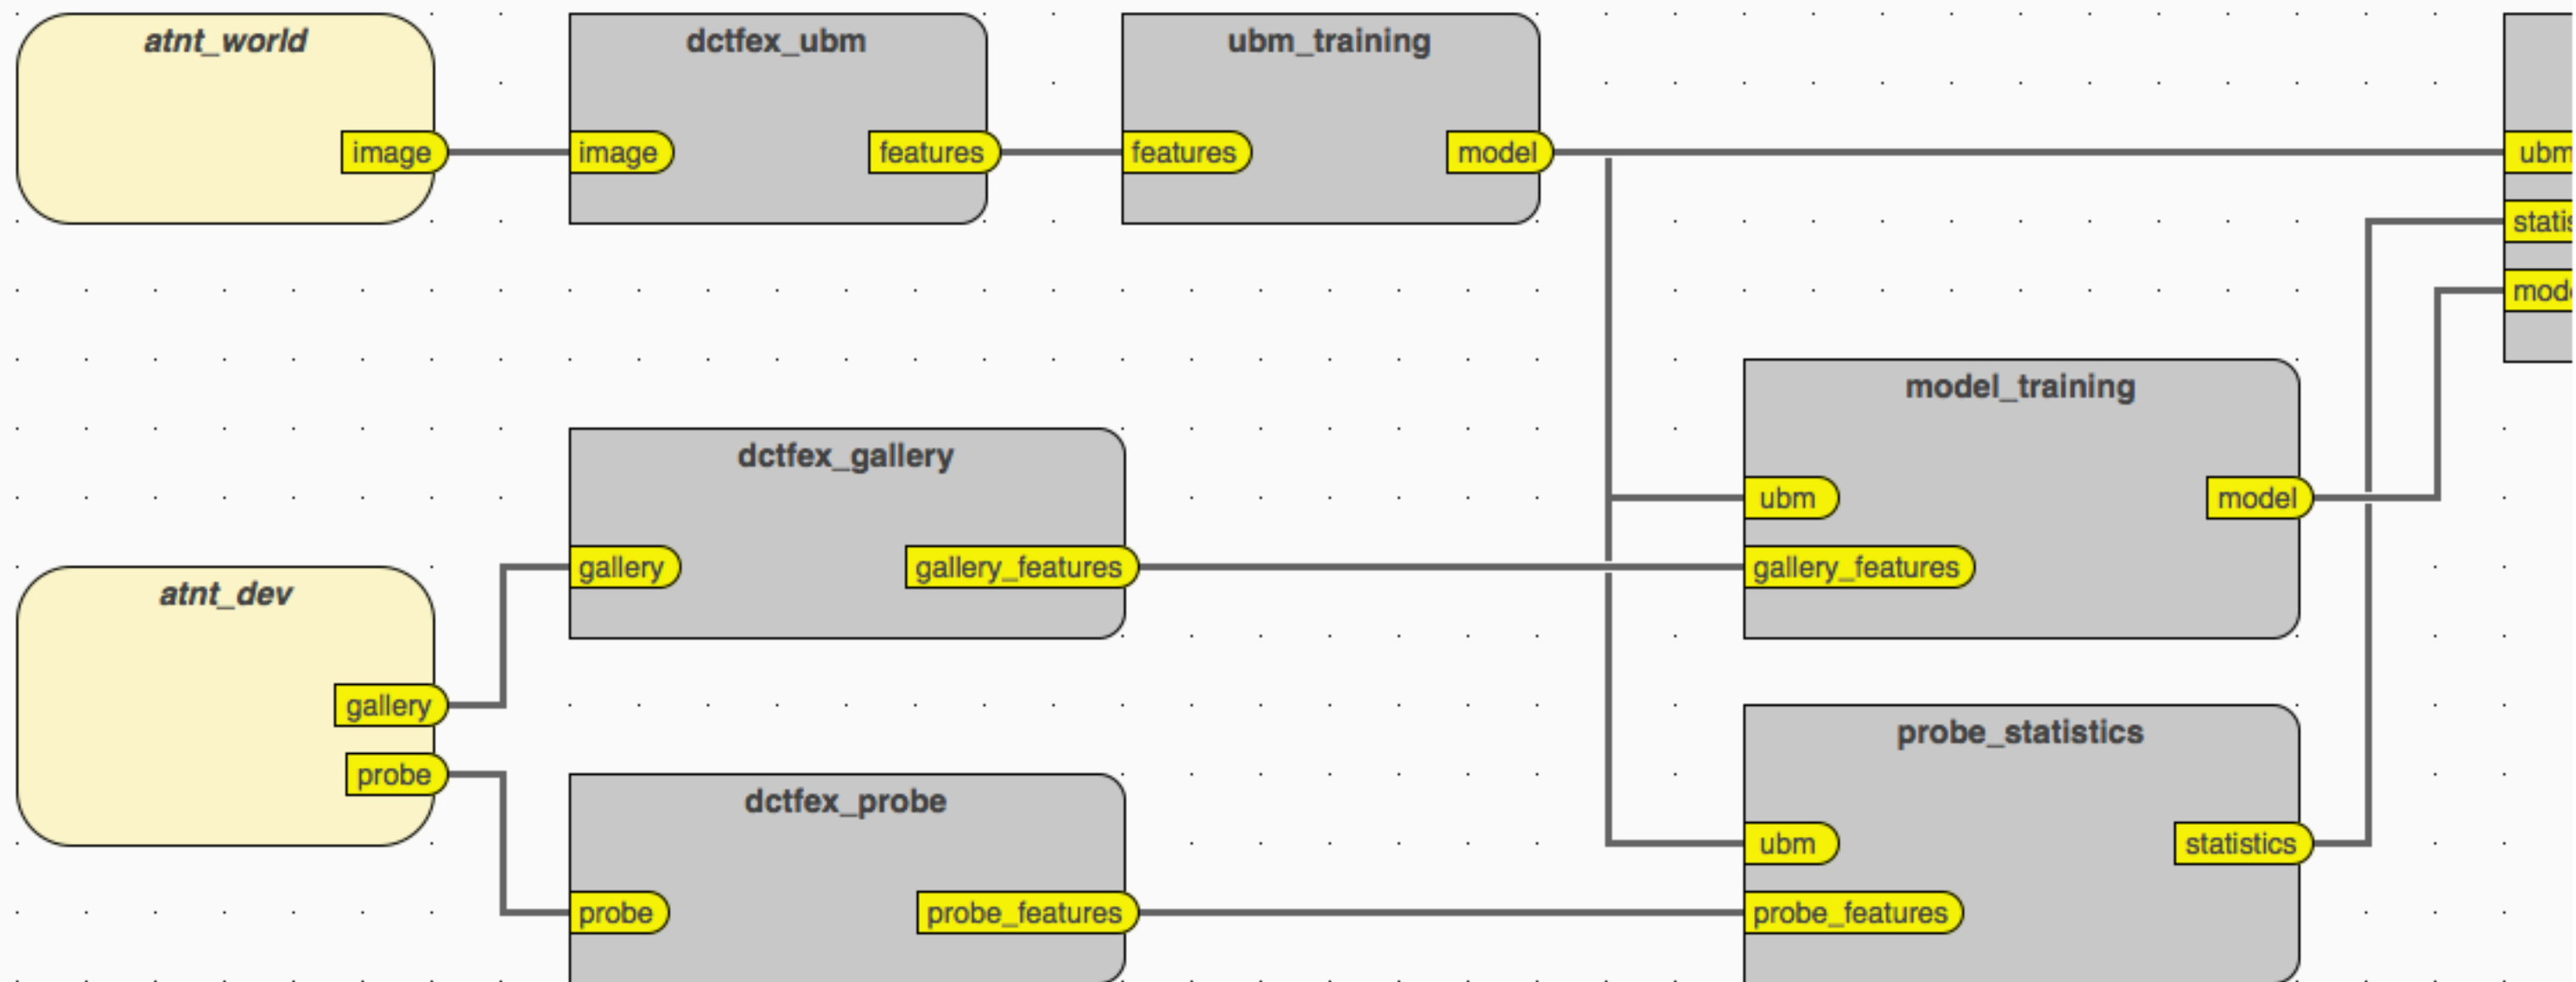 atnt_world
image
dctfex_ubm
image
features
ubm_training
features
model
ubm
model_training
ubm
gallery_features
model
dctfex_gallery
gallery
gallery_features
atnt_dev
gallery
probe
dctfex_probe
probe
probe_features
probe_statistics
ubm
probe_features
statistics